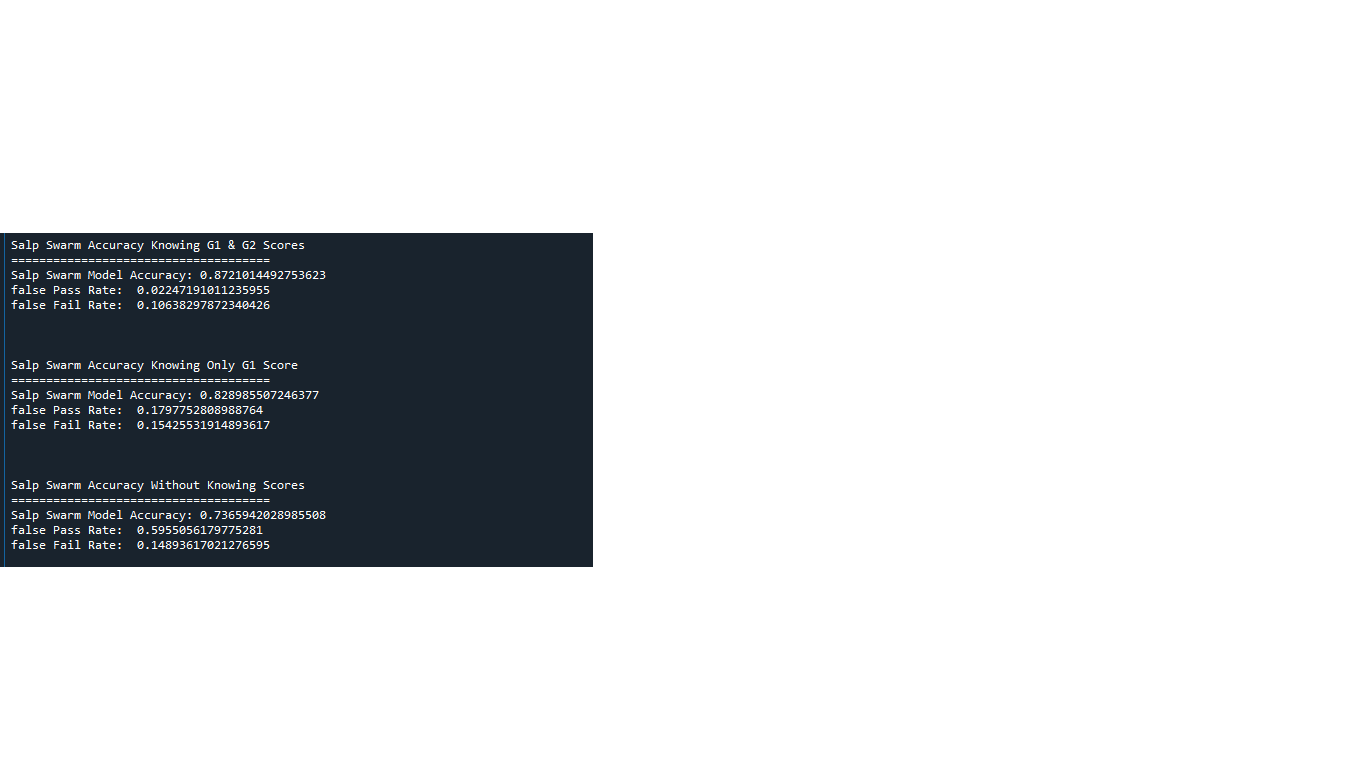 Salp Swarm Accuracy Knowing G1 & G2 Scores
=====================================
Salp Swarm Model Accuracy: 0.8721014492753623
false Pass Rate:  0.02247191011235955
false Fail Rate:  0.10638297872340426
Salp Swarm Accuracy Knowing Only G1 Score
=====================================
Salp Swarm Model Accuracy: 0.828985507246377
false Pass Rate:  0.1797752808988764
false Fail Rate:  0.15425531914893617
Salp Swarm Accuracy Without Knowing Scores
=====================================
Salp Swarm Model Accuracy: 0.7365942028985508
false Pass Rate:  0.5955056179775281
false Fail Rate:  0.14893617021276595